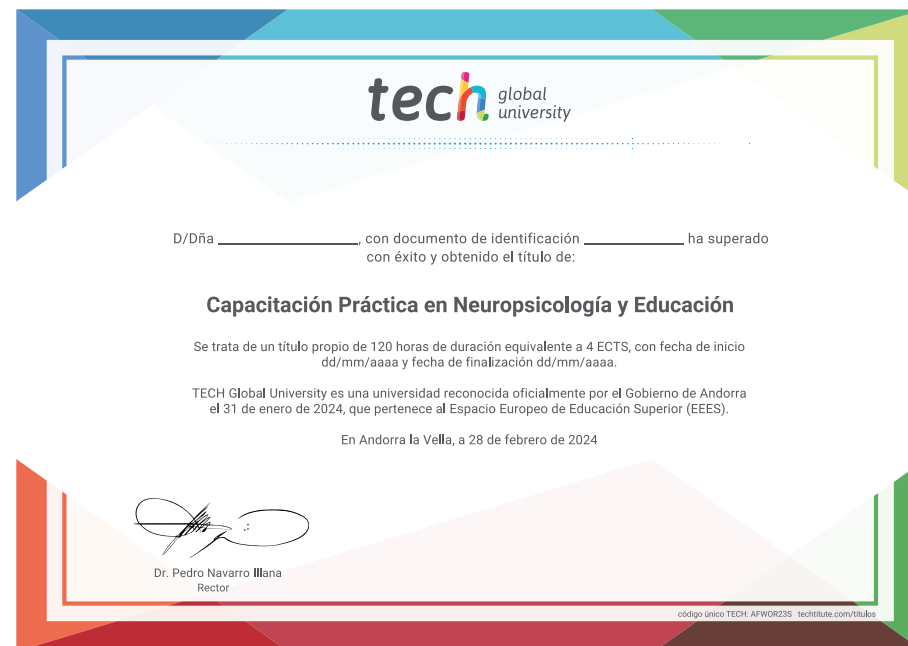 tech global university
D/Dña _________________, con documento de identificación ____________ ha superado
con éxito y obtenido el título de:
Capacitación Práctica en Neuropsicología y Educación
Se trata de un título propio de 120 horas de duración equivalente a 4 ECTS, con fecha de inicio
dd/mm/aaaa y fecha de finalización dd/mm/aaaa.
TECH Global University es una universidad reconocida oficialmente por el Gobierno de Andorra
el 31 de enero de 2024, que pertenece al Espacio Europeo de Educación Superior (EEES).
En Andorra la Vella, a 28 de febrero de 2024
Dr. Pedro Navarro Illana
Rector
código único TECH: AFWOR23S techtitute.com/titulos